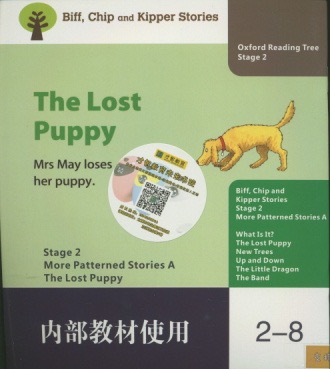 Biff, Chip and Kipper Stories
Oxford Reading Tree
Stage 2
The Lost
Puppy
Mrs May loses
her puppy.
Biff, Chip and
Kipper Stories
Stage 2
More Patterned Stories A
What Is It?
The Lost Puppy
New Trees
Up and Down
The Little Dragon
The Band
Stage 2
More Patterned Stories A
The Lost Puppy
内部教材使用
2-8